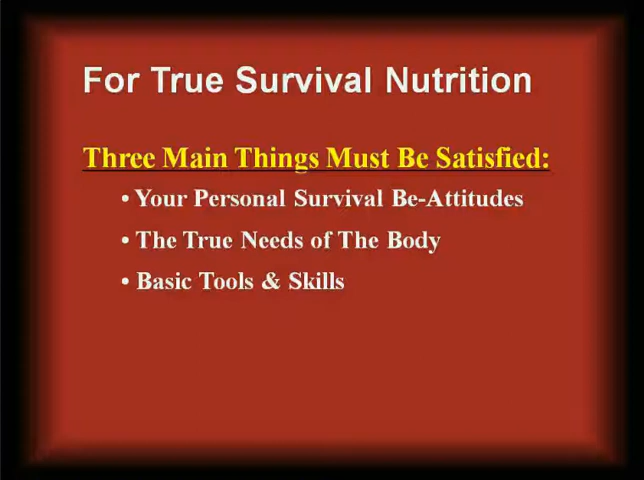 For True Survival Nutrition
Three Main Things Must Be Satisfied:
• Your Personal Survival Be-Attitudes
• The True Needs of The Body
• Basic Tools & Skills